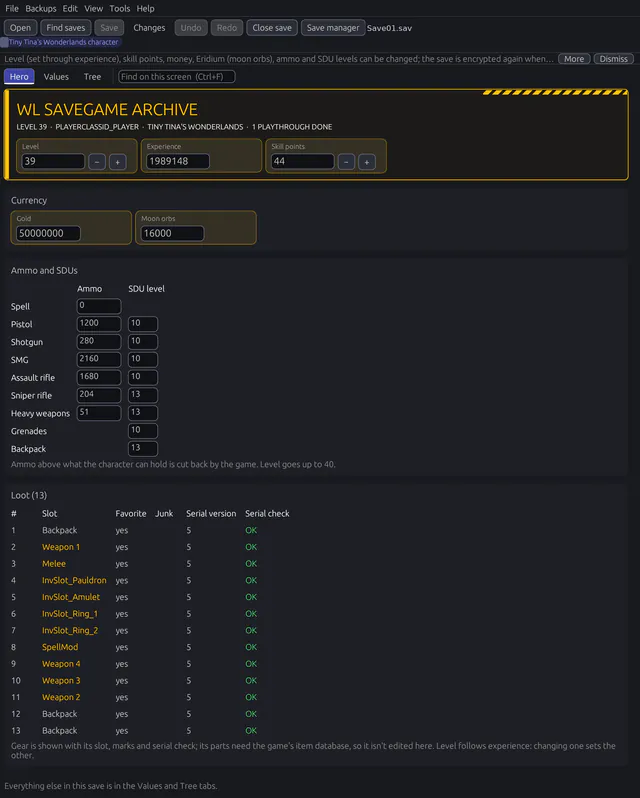 File Backups Edit View Tools Help
Open Find saves Save Changes Undo Redo Close save Save manager Save01.sav
Tiny Tina's Wonderlands character
Level (set through experience), skill points, money, Eridium (moon orbs), ammo and SDU levels can be changed; the save is encrypted again when... More Dismiss
Hero Values Tree Find on this screen (Ctrl+F)
WL SAVEGAME ARCHIVE
LEVEL 39 · PLAYERCLASSID_PLAYER · TINY TINA'S WONDERLANDS · 1 PLAYTHROUGH DONE
Level Experience Skill points
39 − + 1989148 44 − +
Currency
Gold Moon orbs
50000000 16000
Ammo and SDUs
Ammo SDU level
Spell 0
Pistol 1200 10
Shotgun 280 10
SMG 2160 10
Assault rifle 1680 10
Sniper rifle 204 13
Heavy weapons 51 13
Grenades 10
Backpack 13
Ammo above what the character can hold is cut back by the game. Level goes up to 40.
Loot (13)
# Slot Favorite Junk Serial version Serial check
1 Backpack yes 5 OK
2 Weapon 1 yes 5 OK
3 Melee yes 5 OK
4 InvSlot_Pauldron yes 5 OK
5 InvSlot_Amulet yes 5 OK
6 InvSlot_Ring_1 yes 5 OK
7 InvSlot_Ring_2 yes 5 OK
8 SpellMod yes 5 OK
9 Weapon 4 yes 5 OK
10 Weapon 3 yes 5 OK
11 Weapon 2 yes 5 OK
12 Backpack yes 5 OK
13 Backpack yes 5 OK
Gear is shown with its slot, marks and serial check; its parts need the game's item database, so it isn't edited here. Level follows experience: changing one sets the
other.
Everything else in this save is in the Values and Tree tabs.